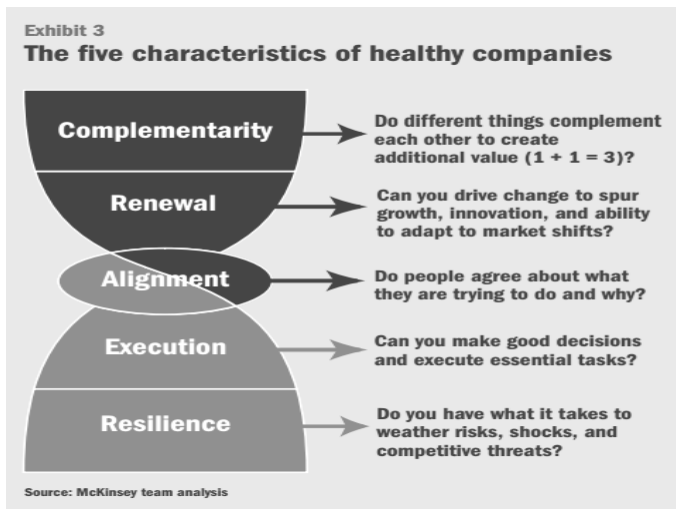 Exhibit 3
The five characteristics of healthy companies
Complementarity
Do different things complement
each other to create
additional value (1 + 1 = 3)?
Renewal
Can you drive change to spur
growth, innovation, and ability
to adapt to market shifts?
Alignment
Do people agree about what
they are trying to do and why?
Execution
Can you make good decisions
and execute essential tasks?
Resilience
Do you have what it takes to
weather risks, shocks, and
competitive threats?
Source: McKinsey team analysis